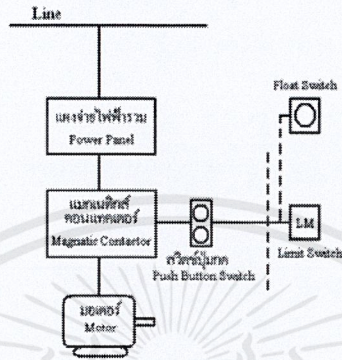 Line
Float Switch
แผงจ่ายไฟฟ้ารวม
Power Panel
แมกเนติกส์
คอนแทคเตอร์
Magnatic Contactor
LM
Limit Switch
สวิตช์ปุ่มกด
Push Button Switch
มอเตอร์
Motor